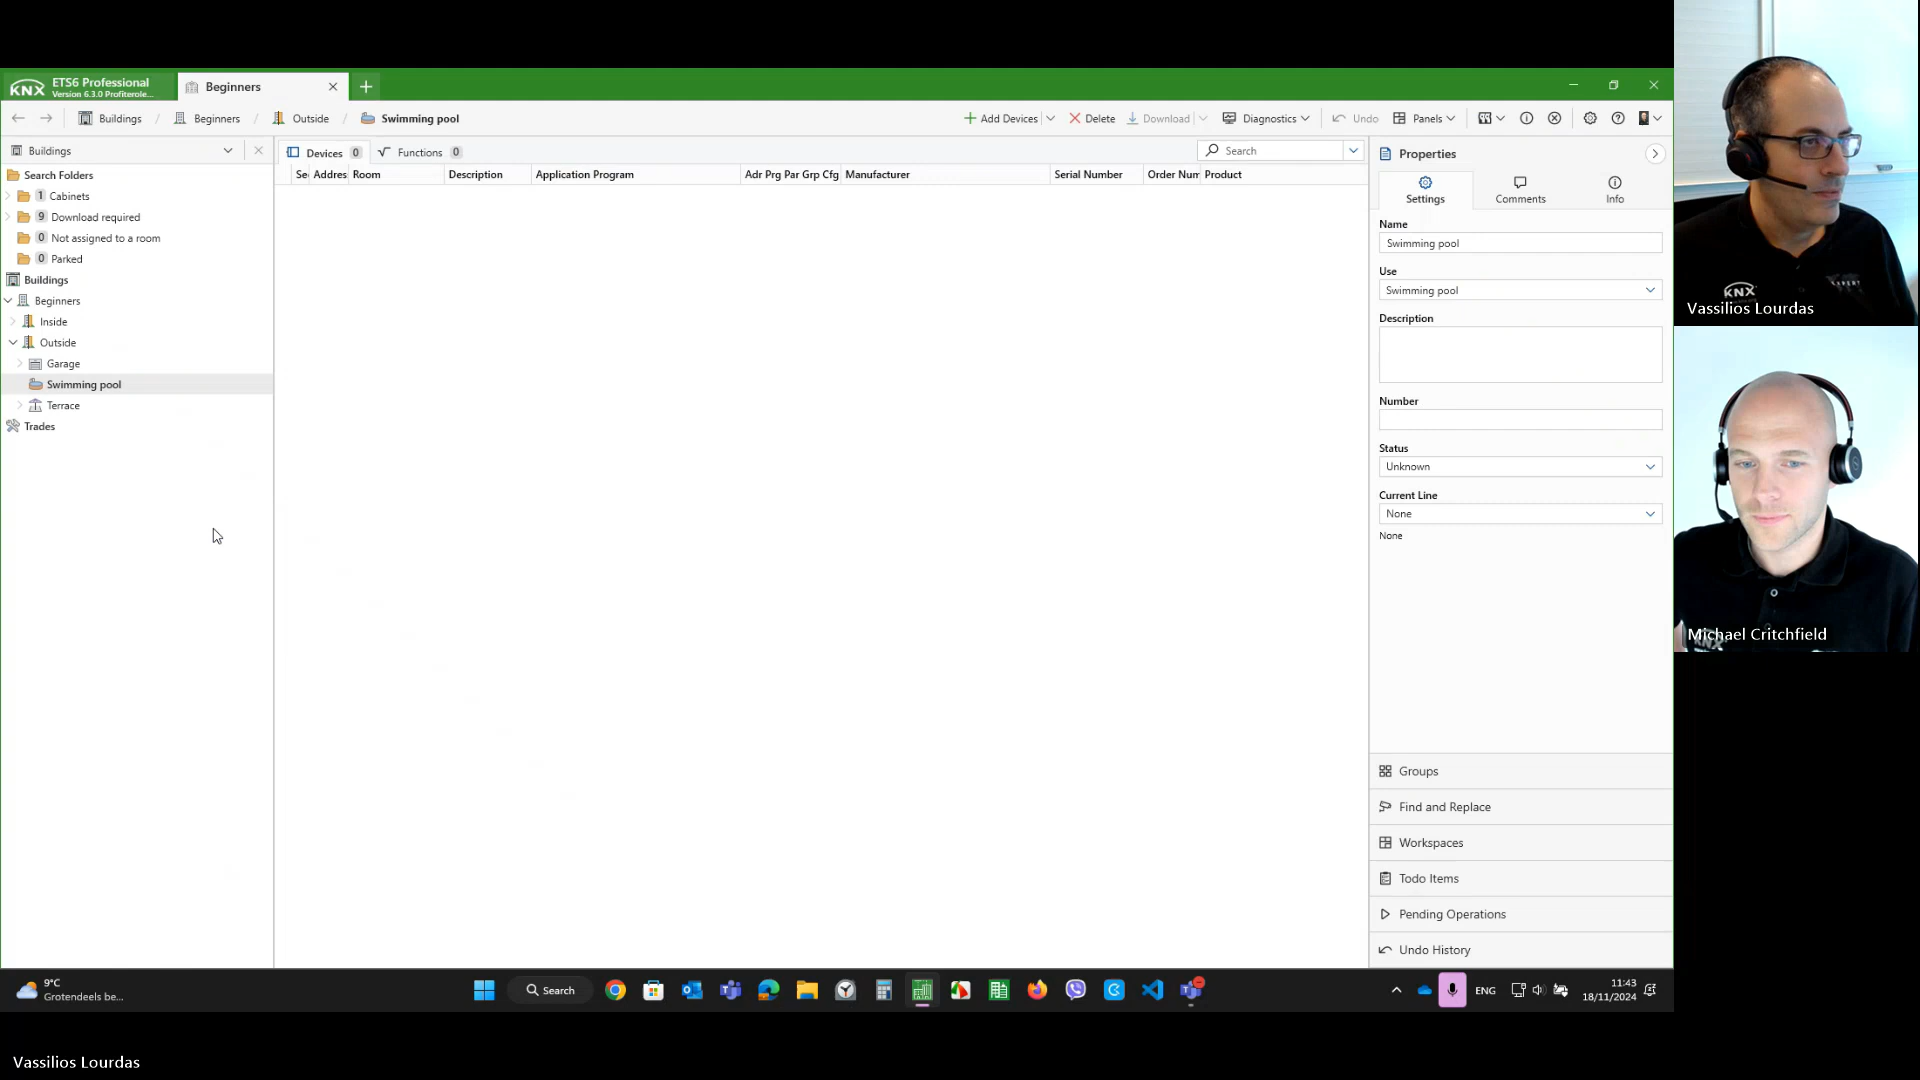 KNX
ETS6 Professional
Version 6.3.0 Profiterole...
Beginners
Buildings / Beginners / Outside / Swimming pool
Add Devices
Delete
Download
Diagnostics
Undo
Panels
Buildings
Search Folders
1 Cabinets
9 Download required
0 Not assigned to a room
0 Parked
Buildings
Beginners
Inside
Outside
Garage
Swimming pool
Terrace
Trades
Devices 0 Functions 0
Search
Se Addres Room Description Application Program Adr Prg Par Grp Cfg Manufacturer Serial Number Order Num Product
Properties
Settings Comments Info
Name
Swimming pool
Use
Swimming pool
Description
Number
Status
Unknown
Current Line
None
None
Groups
Find and Replace
Workspaces
Todo Items
Pending Operations
Undo History
KNX
EXPERT
Vassilios Lourdas
KNX
Michael Critchfield
9°C
Grotendeels be...
Search
ENG
11:43
18/11/2024
Vassilios Lourdas